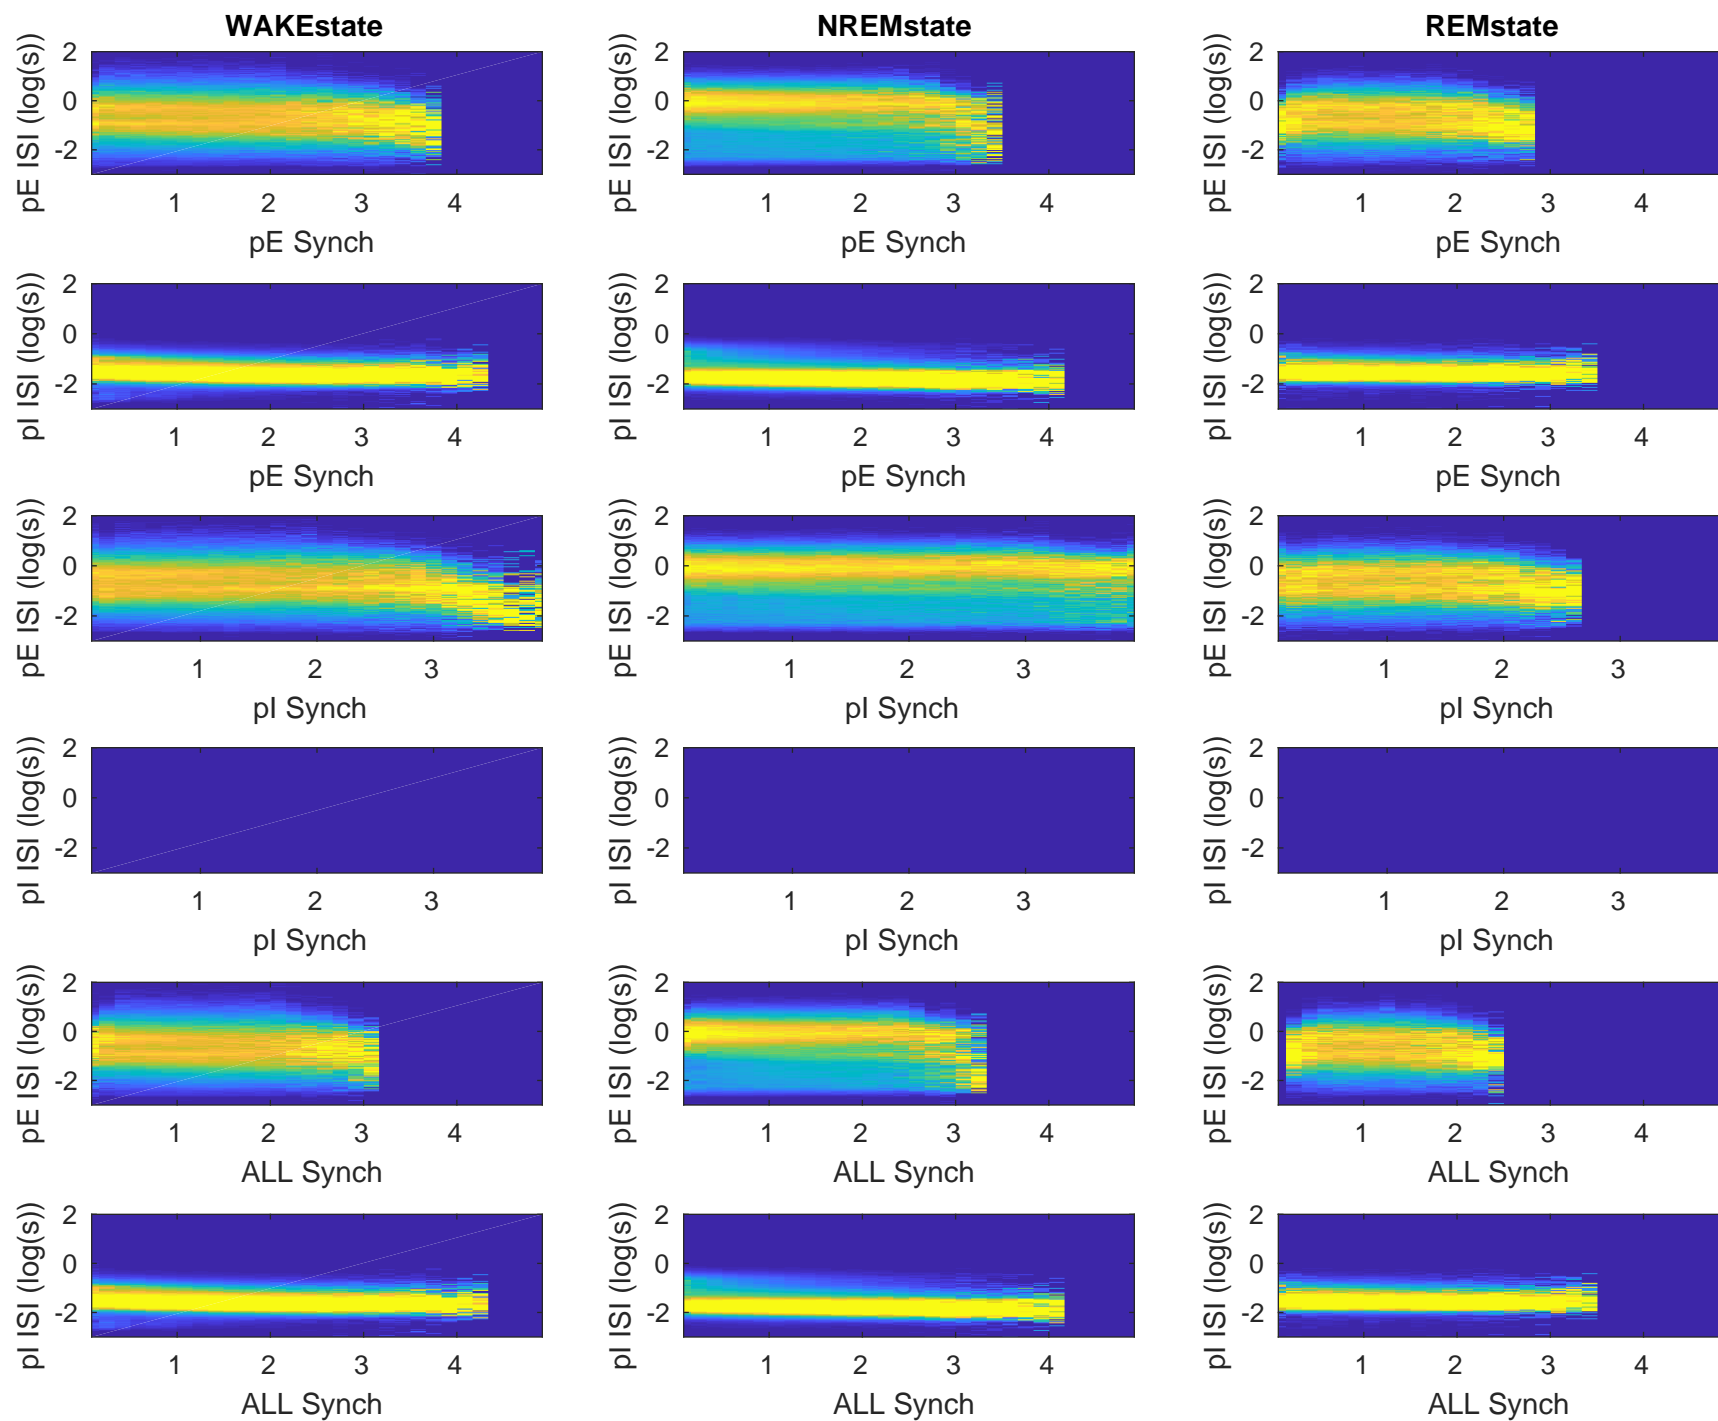 WAKEstate NREMstate REMstate
2 2 2
pE ISI (log(s)) 0 pE ISI (log(s)) 0 pE ISI (log(s)) 0
-2 -2 -2
1 2 3 4 1 2 3 4 1 2 3 4
pE Synch pE Synch pE Synch
2 2 2
pI ISI (log(s)) 0 pI ISI (log(s)) 0 pI ISI (log(s)) 0
-2 -2 -2
1 2 3 4 1 2 3 4 1 2 3 4
pE Synch pE Synch pE Synch
2 2 2
pE ISI (log(s)) 0 pE ISI (log(s)) 0 pE ISI (log(s)) 0
-2 -2 -2
1 2 3 1 2 3 1 2 3
pI Synch pI Synch pI Synch
2 2 2
pI ISI (log(s)) 0 pI ISI (log(s)) 0 pI ISI (log(s)) 0
-2 -2 -2
1 2 3 1 2 3 1 2 3
pI Synch pI Synch pI Synch
2 2 2
pE ISI (log(s)) 0 pE ISI (log(s)) 0 pE ISI (log(s)) 0
-2 -2 -2
1 2 3 4 1 2 3 4 1 2 3 4
ALL Synch ALL Synch ALL Synch
2 2 2
pI ISI (log(s)) 0 pI ISI (log(s)) 0 pI ISI (log(s)) 0
-2 -2 -2
1 2 3 4 1 2 3 4 1 2 3 4
ALL Synch ALL Synch ALL Synch